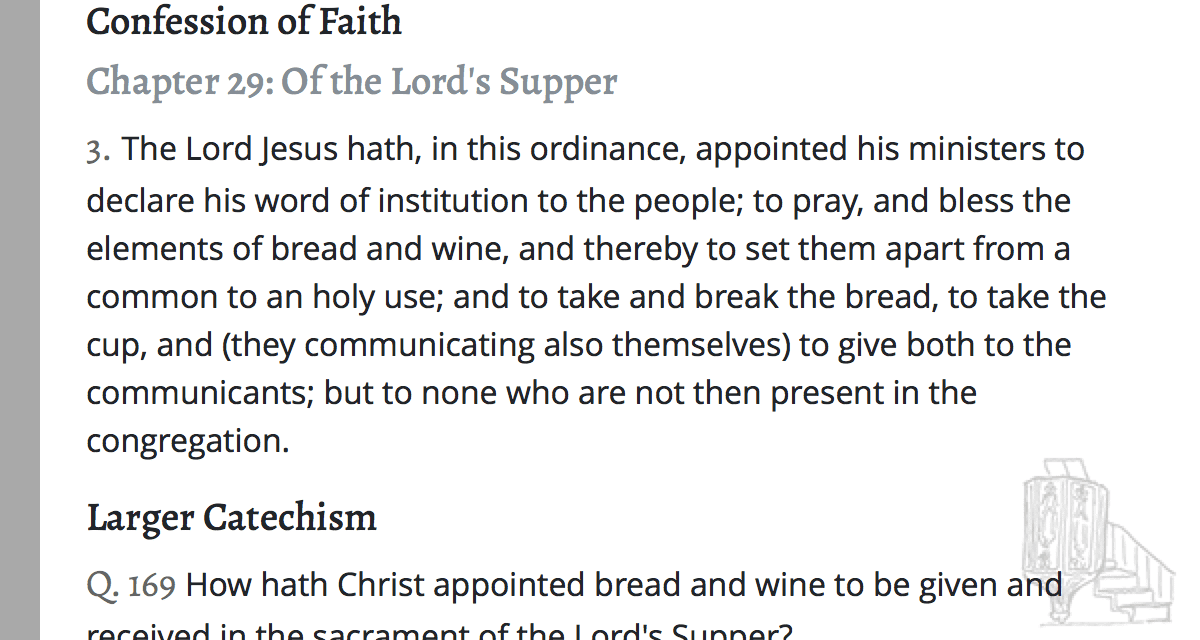 Confession of Faith
Chapter 29: Of the Lord's Supper
3. The Lord Jesus hath, in this ordinance, appointed his ministers to
declare his word of institution to the people; to pray, and bless the
elements of bread and wine, and thereby to set them apart from a
common to an holy use; and to take and break the bread, to take the
cup, and (they communicating also themselves) to give both to the
communicants; but to none who are not then present in the
congregation.
Larger Catechism
Q. 169 How hath Christ appointed bread and wine to be given and
received in the sacrament of the Lord's Supper?